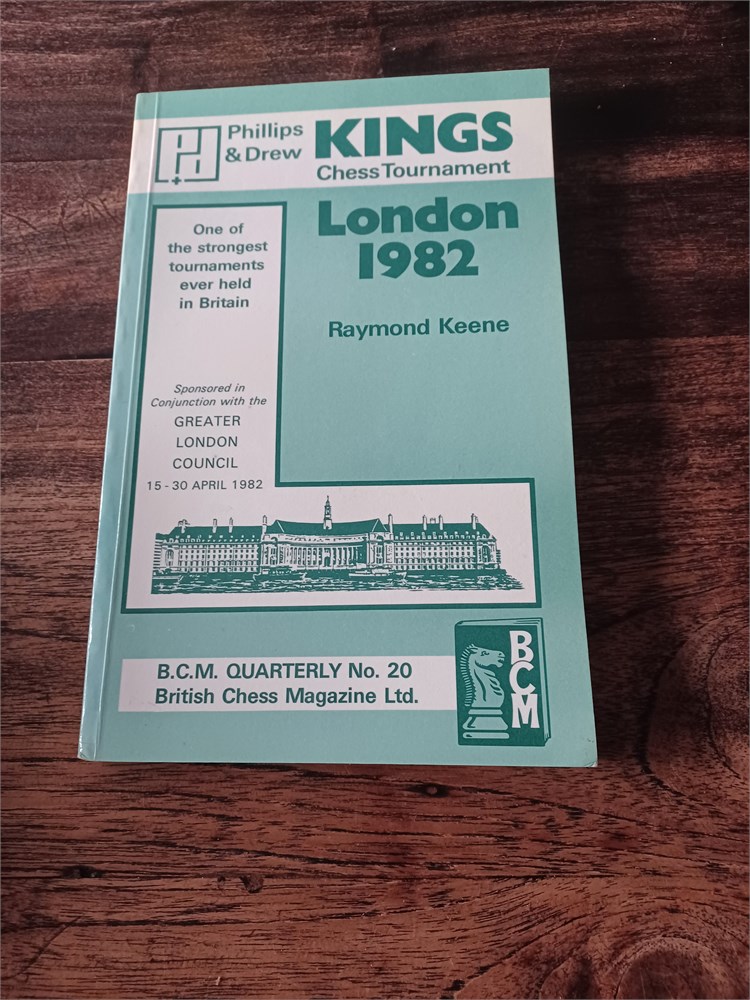 Phillips
& Drew
KINGS
Chess Tournament
London
1982
Raymond Keene
One of
the strongest
tournaments
ever held
in Britain
Sponsored in
Conjunction with the
GREATER
LONDON
COUNCIL
15 - 30 APRIL 1982
B.C.M. QUARTERLY No. 20
British Chess Magazine Ltd.
BCM